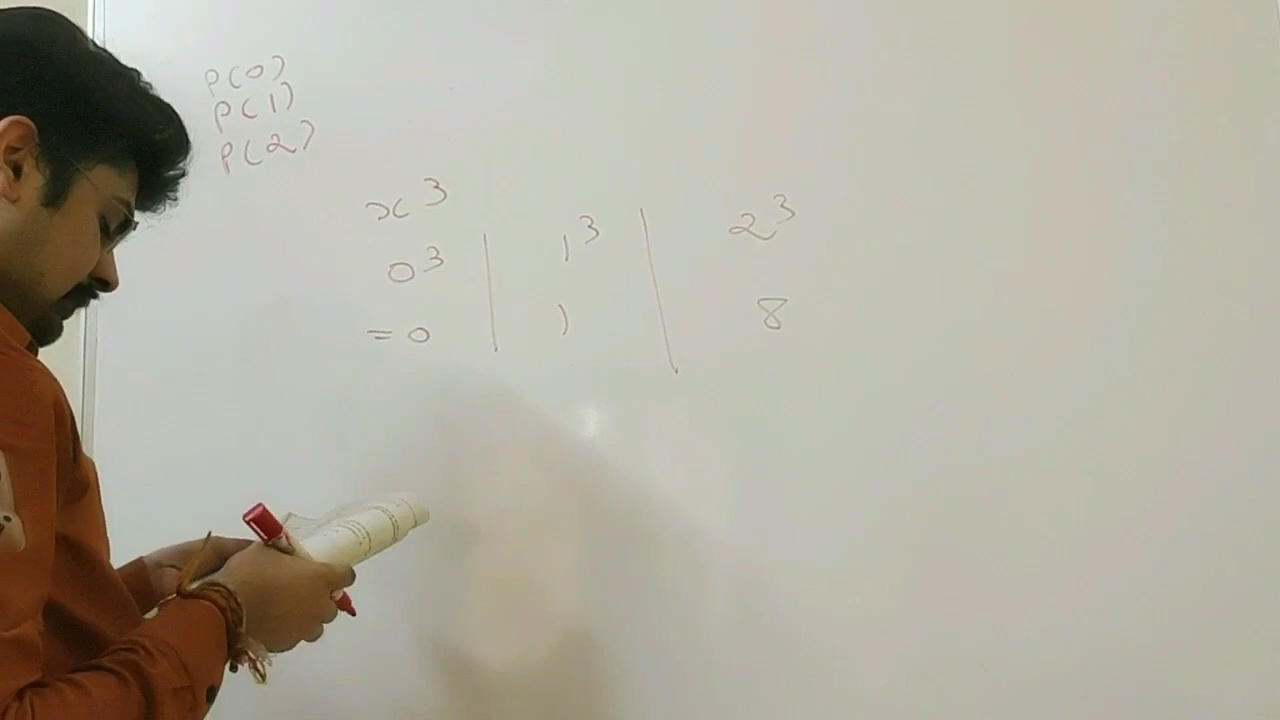 P(0)
P(1)
P(2)
x³
0³ | 1³ | 2³
= 0 | 1 | 8